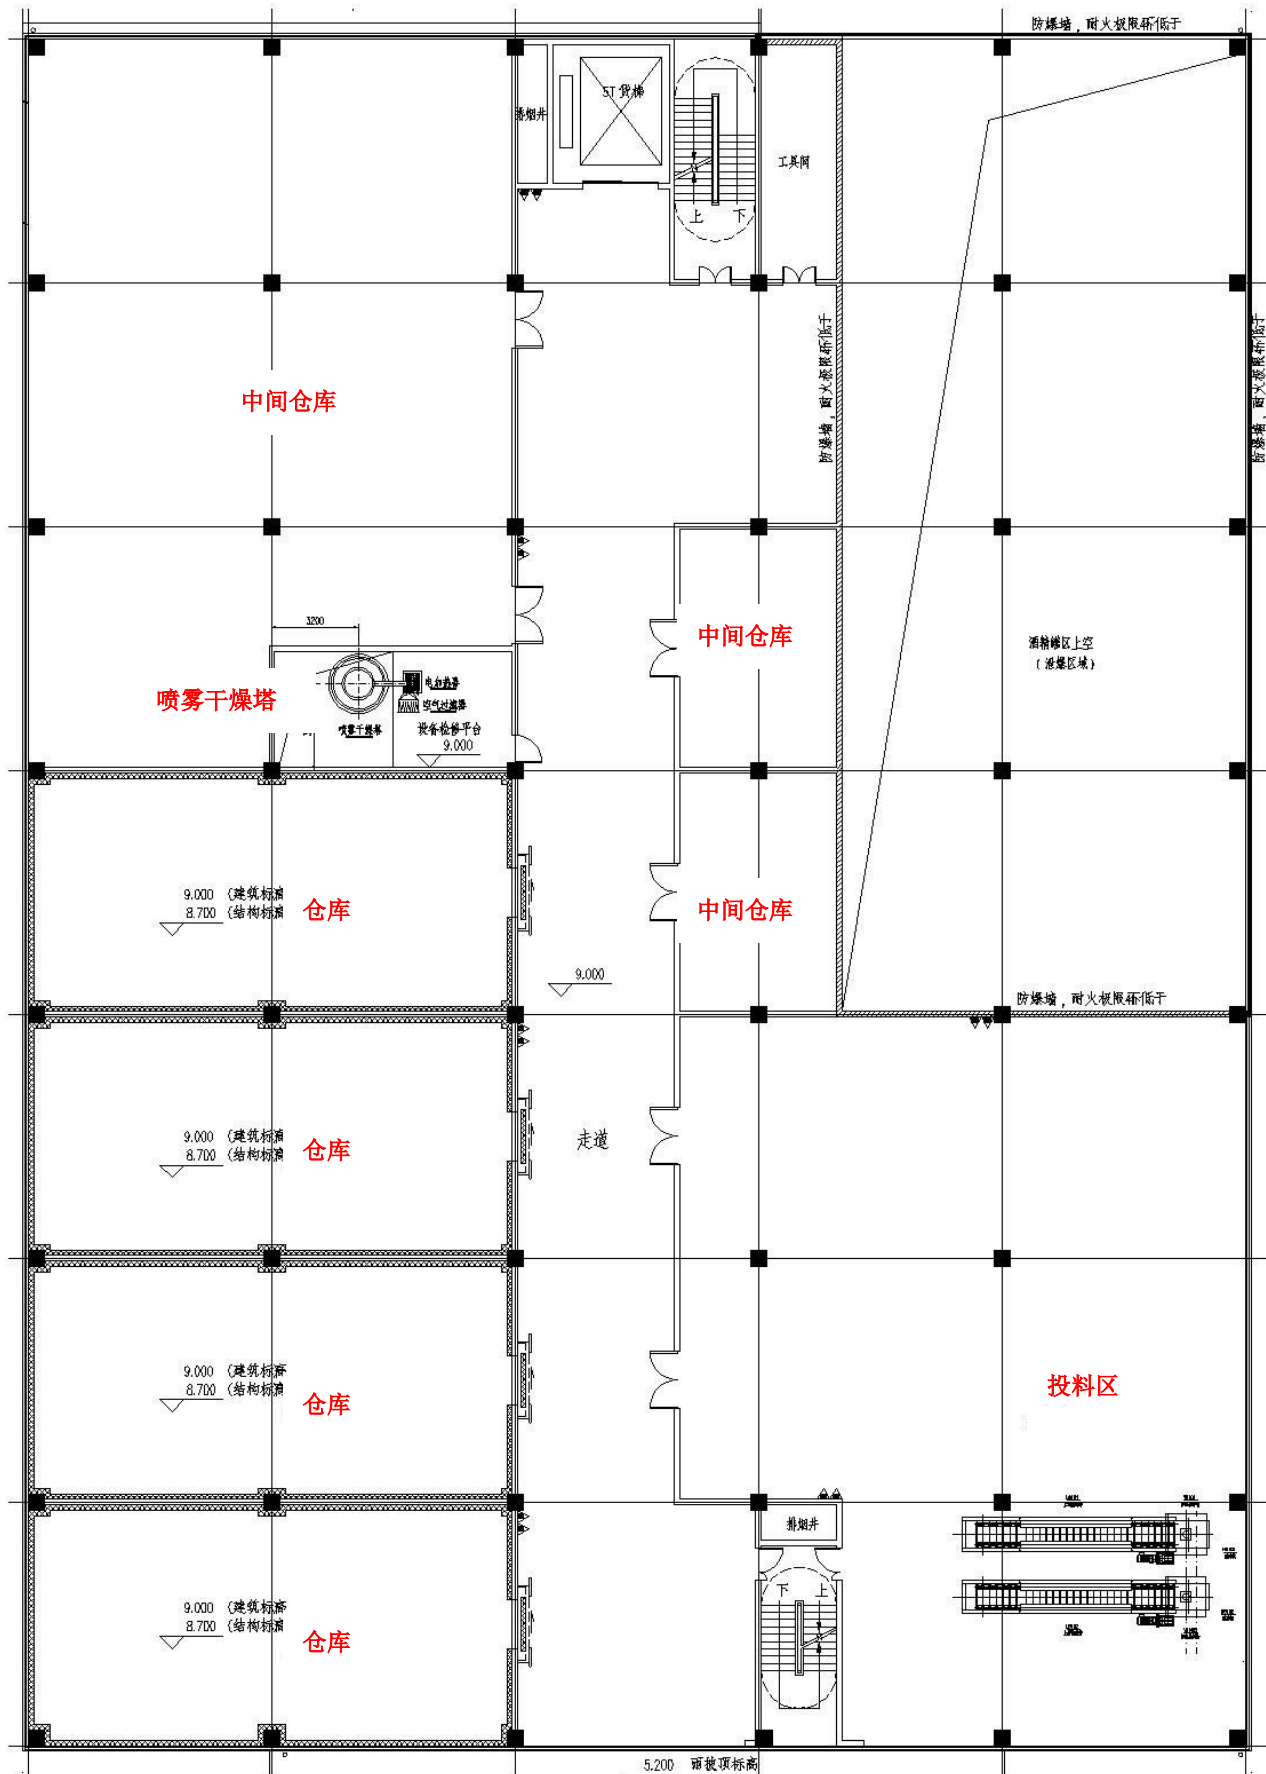 防爆墙，耐火极限不低于
5T货梯
排烟井
工具间
上 下
防爆墙，耐火极限不低于
防爆墙，耐火极限不低于
中间仓库
3200
中间仓库
酒精罐区上空
（泄爆区域）
喷雾干燥塔
电加热器
空气过滤器
喷雾干燥塔
设备检修平台
9.000
9.000 （建筑标高
8.700 （结构标高
仓库
中间仓库
9.000
防爆墙，耐火极限不低于
走道
9.000 （建筑标高
8.700 （结构标高
仓库
9.000 （建筑标高
8.700 （结构标高
仓库
投料区
排烟井
下 上
9.000 （建筑标高
8.700 （结构标高
仓库
5.200 雨披顶标高